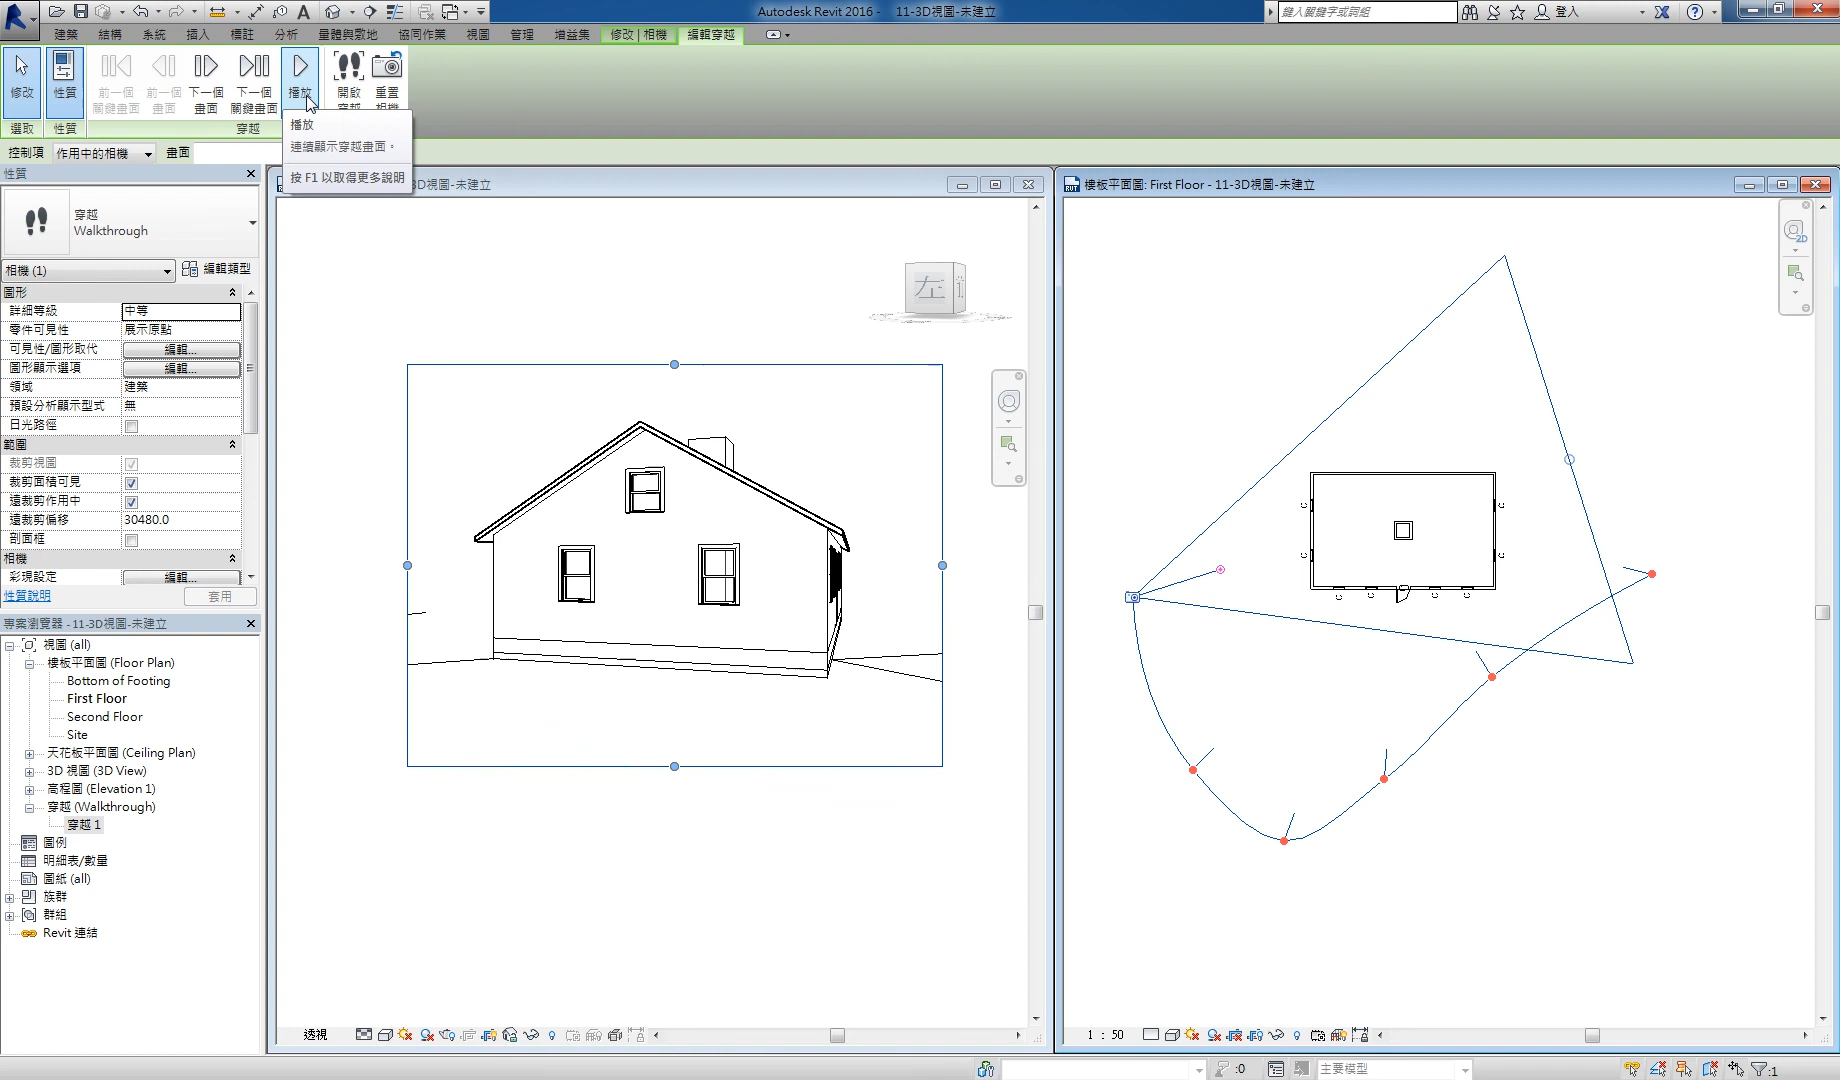 Autodesk Revit 2016 -    11-3D視圖-未建立
鍵入關鍵字或詞組
登入
建築 結構 系統 插入 標註 分析 量體與敷地 協同作業 視圖 管理 增益集 修改 | 相機 編輯穿越
修改 性質 前一個關鍵畫面 前一個畫面 下一個畫面 下一個關鍵畫面 播放 開啟穿越 重置相機
選取 性質 穿越
播放
連續顯示穿越畫面。
按 F1 以取得更多說明
控制項 作用中的相機 畫面
性質
穿越
Walkthrough
相機 (1) 編輯類型
圖形
詳細等級 中等
零件可見性 展示原點
可見性/圖形取代 編輯...
圖形顯示選項 編輯...
領域 建築
預設分析顯示型式 無
日光路徑
範圍
裁剪視圖
裁剪面積可見
遠裁剪作用中
遠裁剪偏移 30480.0
剖面框
相機
彩現設定 編輯...
性質說明 套用
專案瀏覽器 - 11-3D視圖-未建立
視圖 (all)
樓板平面圖 (Floor Plan)
Bottom of Footing
First Floor
Second Floor
Site
天花板平面圖 (Ceiling Plan)
3D 視圖 (3D View)
高程圖 (Elevation 1)
穿越 (Walkthrough)
穿越 1
圖例
明細表/數量
圖紙 (all)
族群
群組
Revit 連結
3D視圖-未建立
左
透視
樓板平面圖: First Floor - 11-3D視圖-未建立
2D
1 : 50
:0
主要模型
:1